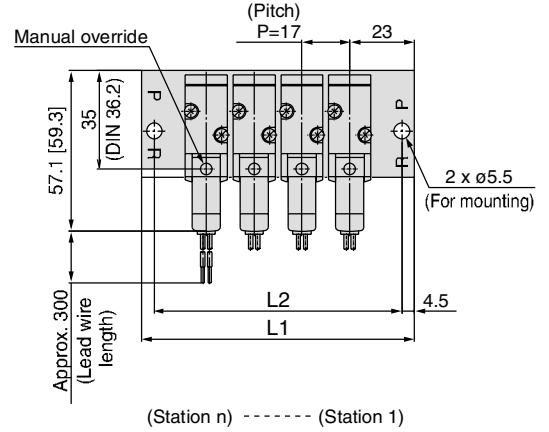 (Pitch)
P=17
23
Manual override
P
R
P
R
35
(DIN 36.2)
57.1 [59.3]
2 x ø5.5
(For mounting)
Approx. 300
(Lead wire
length)
L2
4.5
L1
(Station n) ------- (Station 1)